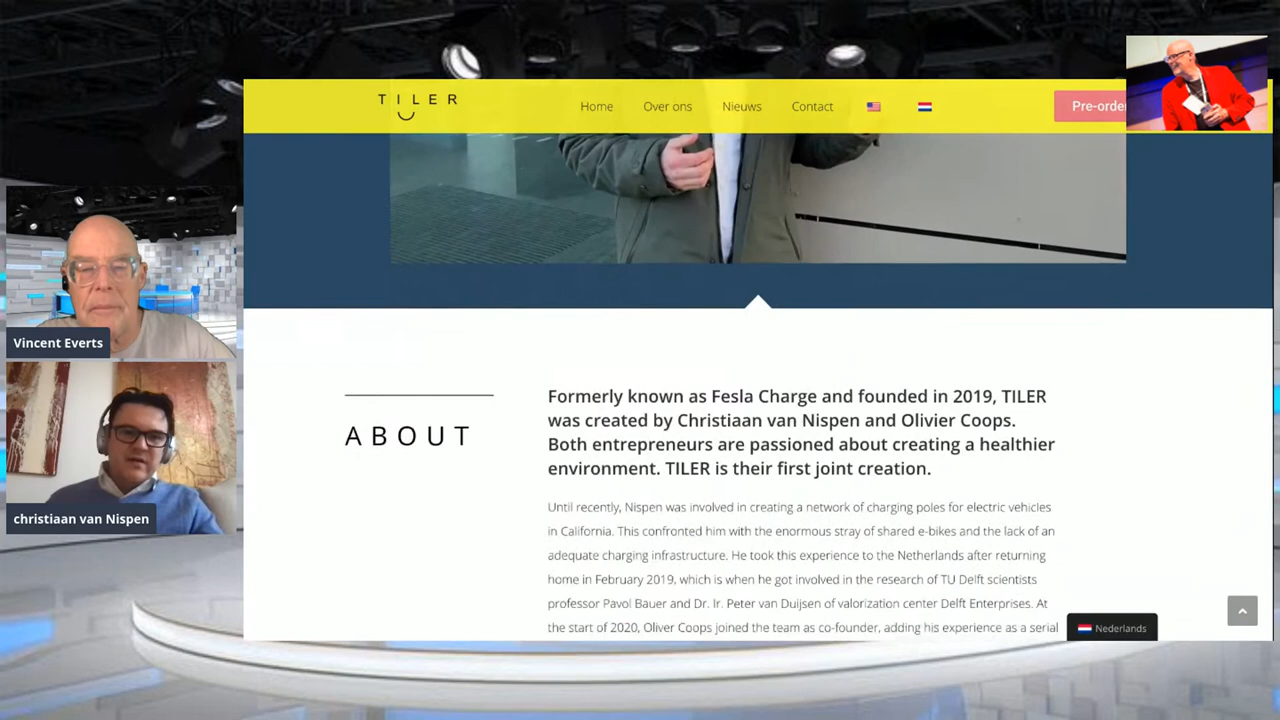 TILER
Home
Over ons
Nieuws
Contact
Pre-order
Vincent Everts
christiaan van Nispen
ABOUT
Formerly known as Fesla Charge and founded in 2019, TILER
was created by Christiaan van Nispen and Olivier Coops.
Both entrepreneurs are passioned about creating a healthier
environment. TILER is their first joint creation.
Until recently, Nispen was involved in creating a network of charging poles for electric vehicles
in California. This confronted him with the enormous stray of shared e-bikes and the lack of an
adequate charging infrastructure. He took this experience to the Netherlands after returning
home in February 2019, which is when he got involved in the research of TU Delft scientists
professor Pavol Bauer and Dr. Ir. Peter van Duijsen of valorization center Delft Enterprises. At
the start of 2020, Oliver Coops joined the team as co-founder, adding his experience as a serial
Nederlands